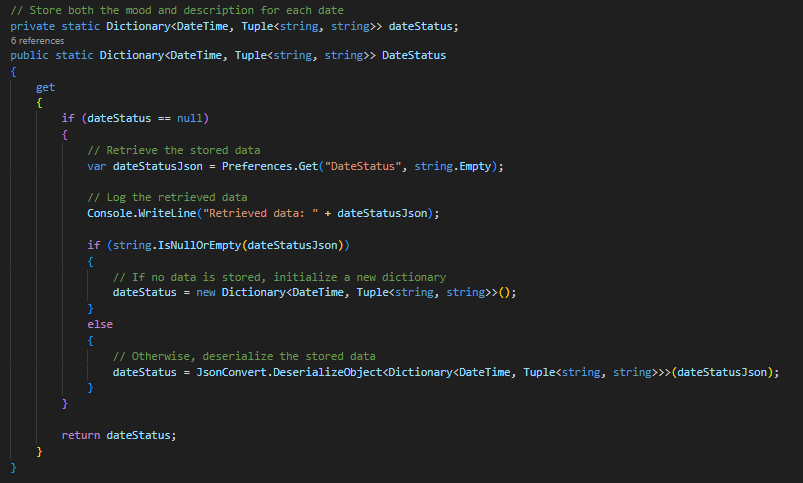 // Store both the mood and description for each date
private static Dictionary<DateTime, Tuple<string, string>> dateStatus;
6 references
public static Dictionary<DateTime, Tuple<string, string>> DateStatus
{
    get
    {
        if (dateStatus == null)
        {
            // Retrieve the stored data
            var dateStatusJson = Preferences.Get("DateStatus", string.Empty);

            // Log the retrieved data
            Console.WriteLine("Retrieved data: " + dateStatusJson);

            if (string.IsNullOrEmpty(dateStatusJson))
            {
                // If no data is stored, initialize a new dictionary
                dateStatus = new Dictionary<DateTime, Tuple<string, string>>();
            }
            else
            {
                // Otherwise, deserialize the stored data
                dateStatus = JsonConvert.DeserializeObject<Dictionary<DateTime, Tuple<string, string>>>(dateStatusJson);
            }
        }

        return dateStatus;
    }
}